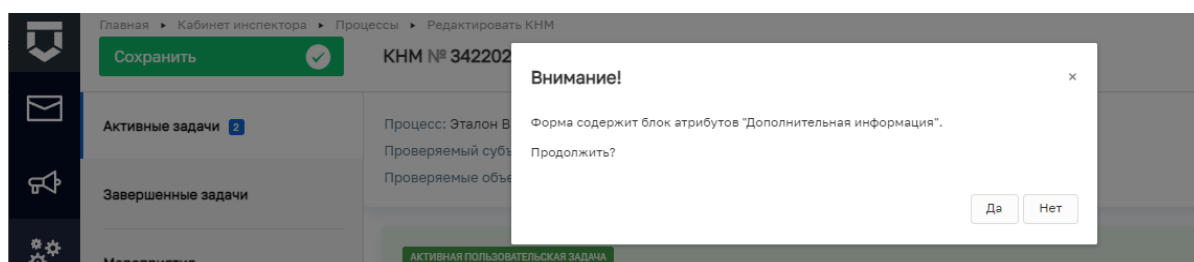 Главная ▸ Кабинет инспектора ▸ Процессы ▸ Редактировать КНМ
Сохранить
КНМ № 342202
Внимание!
×
Активные задачи 2
Процесс: Эталон В
Форма содержит блок атрибутов "Дополнительная информация".
Проверяемый субъ
Продолжить?
Завершенные задачи
Проверяемые объе
Да Нет
АКТИВНАЯ ПОЛЬЗОВАТЕЛЬСКАЯ ЗАДАЧА